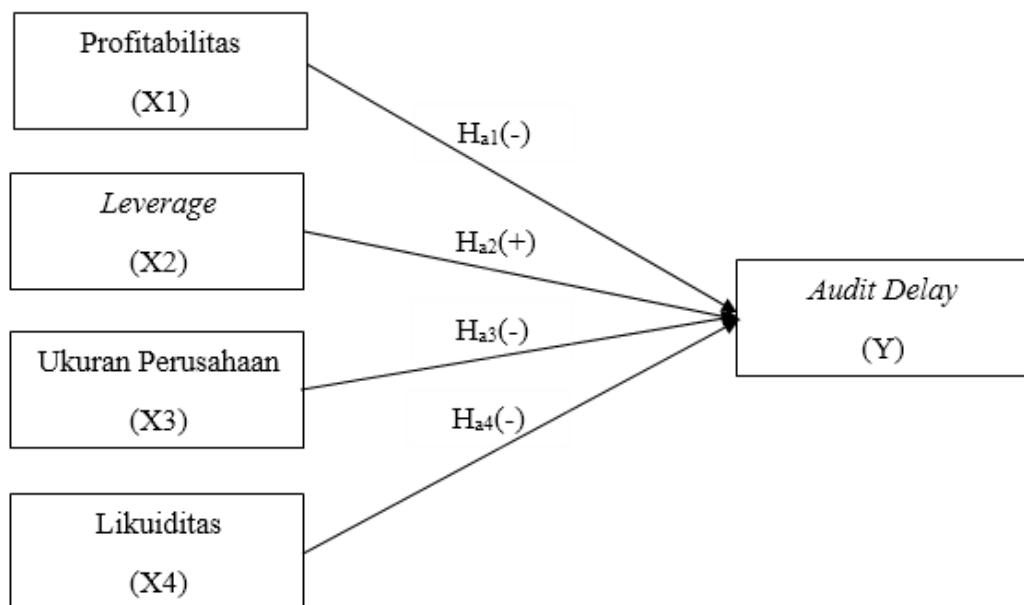 Profitabilitas
(X1)
Ha1(-)
Leverage
(X2)
Ha2(+)
Audit Delay
(Y)
Ukuran Perusahaan
(X3)
Ha3(-)
Likuiditas
(X4)
Ha4(-)